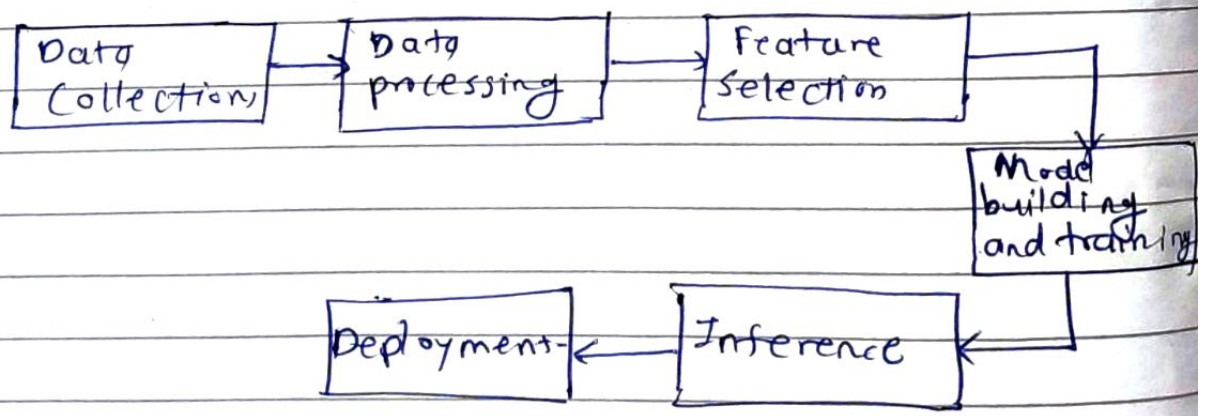 Data
Collection
Data
processing
Feature
Selection
Model
building
and training
Inference
Deployment